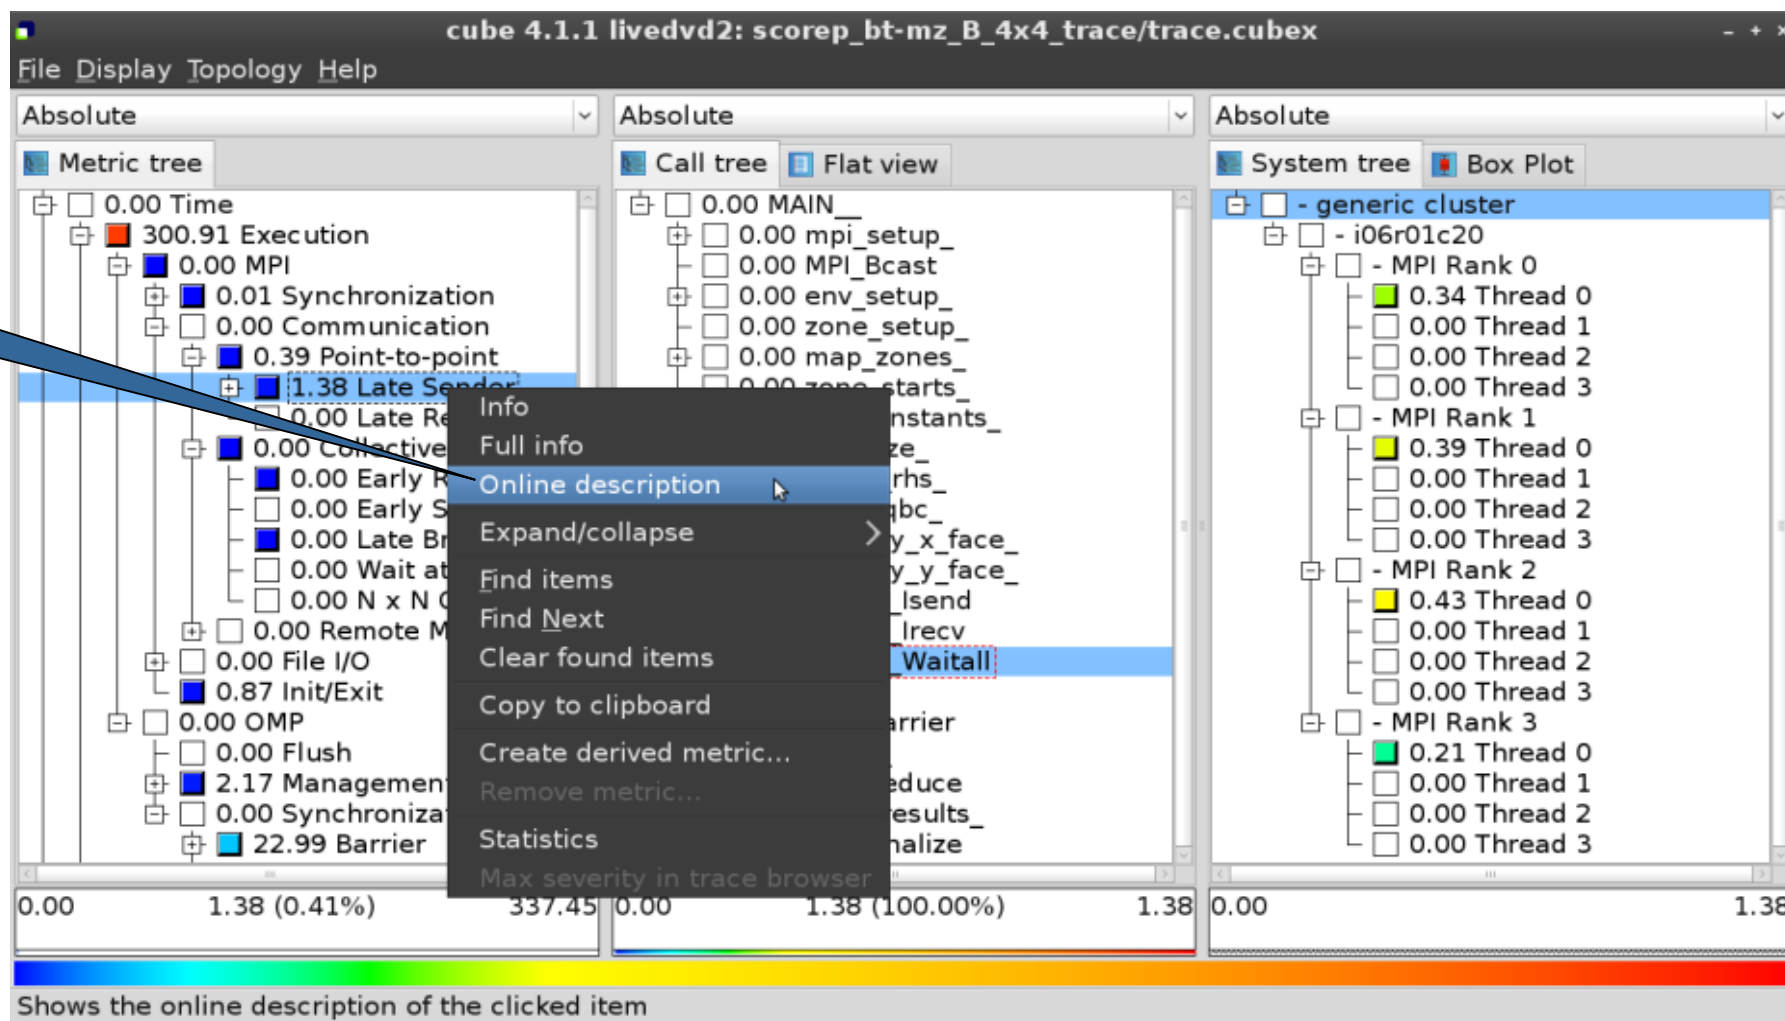 cube 4.1.1 livedvd2: scorep_bt-mz_B_4x4_trace/trace.cubex
File Display Topology Help
Absolute
Absolute
Absolute
Metric tree
Call tree
Flat view
System tree
Box Plot
0.00 Time
300.91 Execution
0.00 MPI
0.01 Synchronization
0.00 Communication
0.39 Point-to-point
1.38 Late Sender
0.00 Late Re
0.00 Collective
0.00 Early R
0.00 Early S
0.00 Late Br
0.00 Wait at
0.00 N x N
0.00 Remote M
0.00 File I/O
0.87 Init/Exit
0.00 OMP
0.00 Flush
2.17 Managemen
0.00 Synchroniza
22.99 Barrier
0.00
1.38 (0.41%)
337.45
Info
Full info
Online description
Expand/collapse
Find items
Find Next
Clear found items
Copy to clipboard
Create derived metric...
Remove metric...
Statistics
Max severity in trace browser
0.00 MAIN__
0.00 mpi_setup_
0.00 MPI_Bcast
0.00 env_setup_
0.00 zone_setup_
0.00 map_zones_
0.00 zone_starts_
nstants_
ze_
rhs_
qbc_
y_x_face_
y_y_face_
_Isend
_Irecv
_Waitall
arrier
educe
esults_
nalize
0.00
1.38 (100.00%)
1.38
- generic cluster
- i06r01c20
- MPI Rank 0
0.34 Thread 0
0.00 Thread 1
0.00 Thread 2
0.00 Thread 3
- MPI Rank 1
0.39 Thread 0
0.00 Thread 1
0.00 Thread 2
0.00 Thread 3
- MPI Rank 2
0.43 Thread 0
0.00 Thread 1
0.00 Thread 2
0.00 Thread 3
- MPI Rank 3
0.21 Thread 0
0.00 Thread 1
0.00 Thread 2
0.00 Thread 3
0.00
1.38
Shows the online description of the clicked item